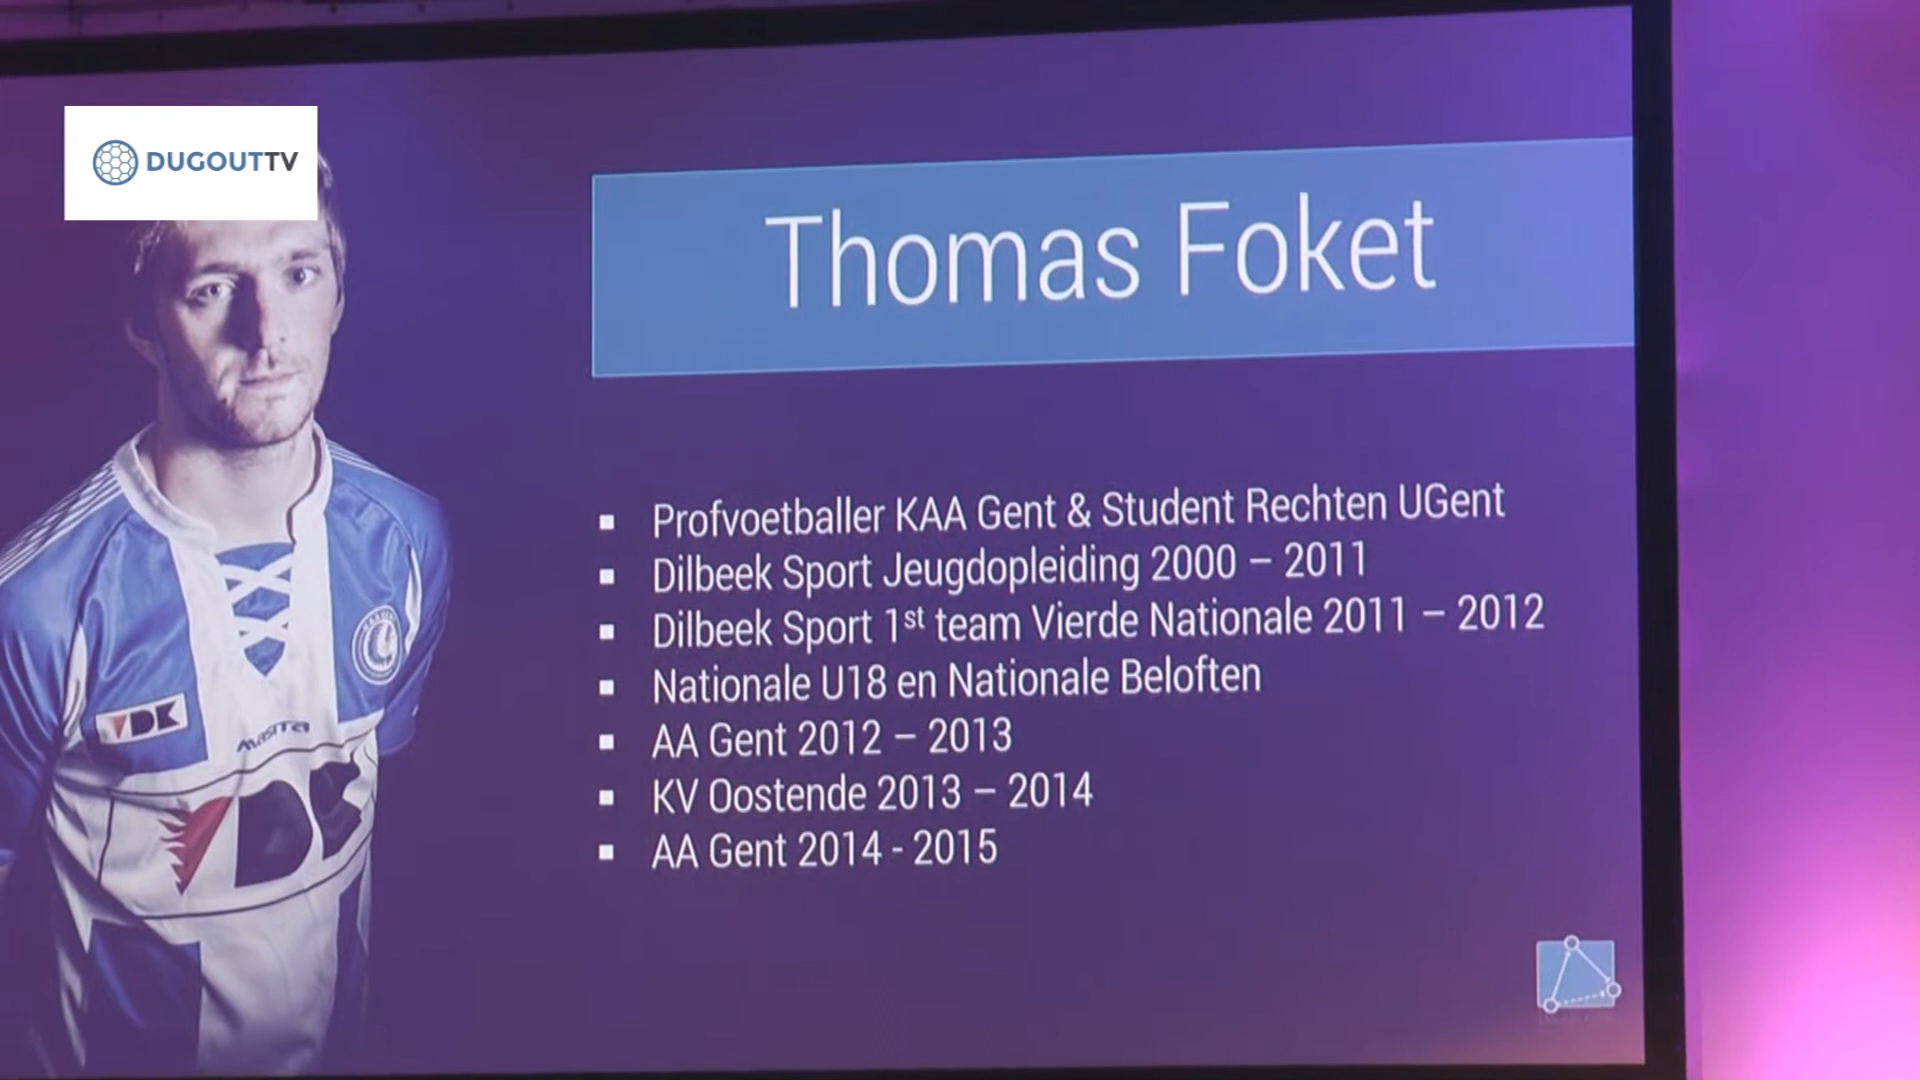 DUGOUTTV
Thomas Foket
▪ Profvoetballer KAA Gent & Student Rechten UGent
▪ Dilbeek Sport Jeugdopleiding 2000 – 2011
▪ Dilbeek Sport 1st team Vierde Nationale 2011 – 2012
▪ Nationale U18 en Nationale Beloften
▪ AA Gent 2012 – 2013
▪ KV Oostende 2013 – 2014
▪ AA Gent 2014 - 2015
VDK
masita
VDK